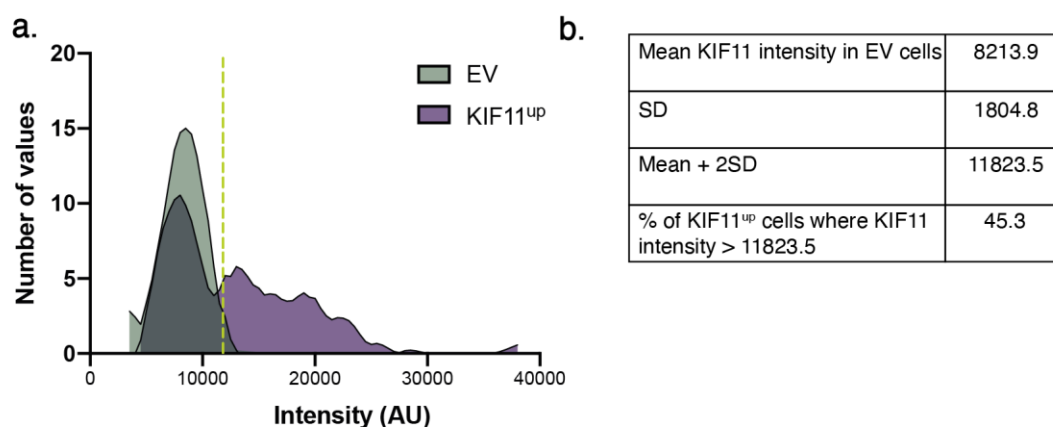 a.
20
15
10
5
0
Number of values
EV
KIF11ᵘᵖ
0
10000
20000
30000
40000
Intensity (AU)
b.
Mean KIF11 intensity in EV cells
8213.9
SD
1804.8
Mean + 2SD
11823.5
% of KIF11ᵘᵖ cells where KIF11
intensity > 11823.5
45.3